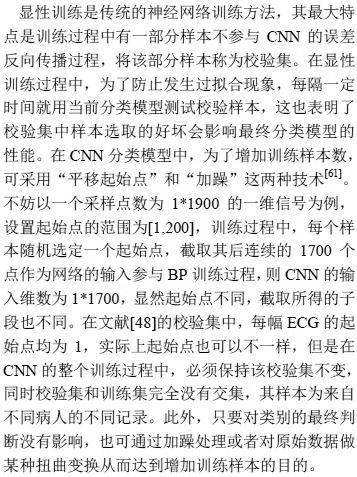 显性训练是传统的神经网络训练方法，其最大特
点是训练过程中有一部分样本不参与 CNN 的误差
反向传播过程，将该部分样本称为校验集。在显性
训练过程中，为了防止发生过拟合现象，每隔一定
时间就用当前分类模型测试校验样本，这也表明了
校验集中样本选取的好坏会影响最终分类模型的
性能。在 CNN 分类模型中，为了增加训练样本数，
可采用“平移起始点”和“加躁”这两种技术[61]。
不妨以一个采样点数为 1*1900 的一维信号为例，
设置起始点的范围为[1,200]，训练过程中，每个样
本随机选定一个起始点，截取其后连续的 1700 个
点作为网络的输入参与 BP 训练过程，则 CNN 的输
入维数为 1*1700，显然起始点不同，截取所得的子
段也不同。在文献[48]的校验集中，每幅 ECG 的起
始点均为 1，实际上起始点也可以不一样，但是在
CNN 的整个训练过程中，必须保持该校验集不变，
同时校验集和训练集完全没有交集，其样本为来自
不同病人的不同记录。此外，只要对类别的最终判
断没有影响，也可通过加躁处理或者对原始数据做
某种扭曲变换从而达到增加训练样本的目的。